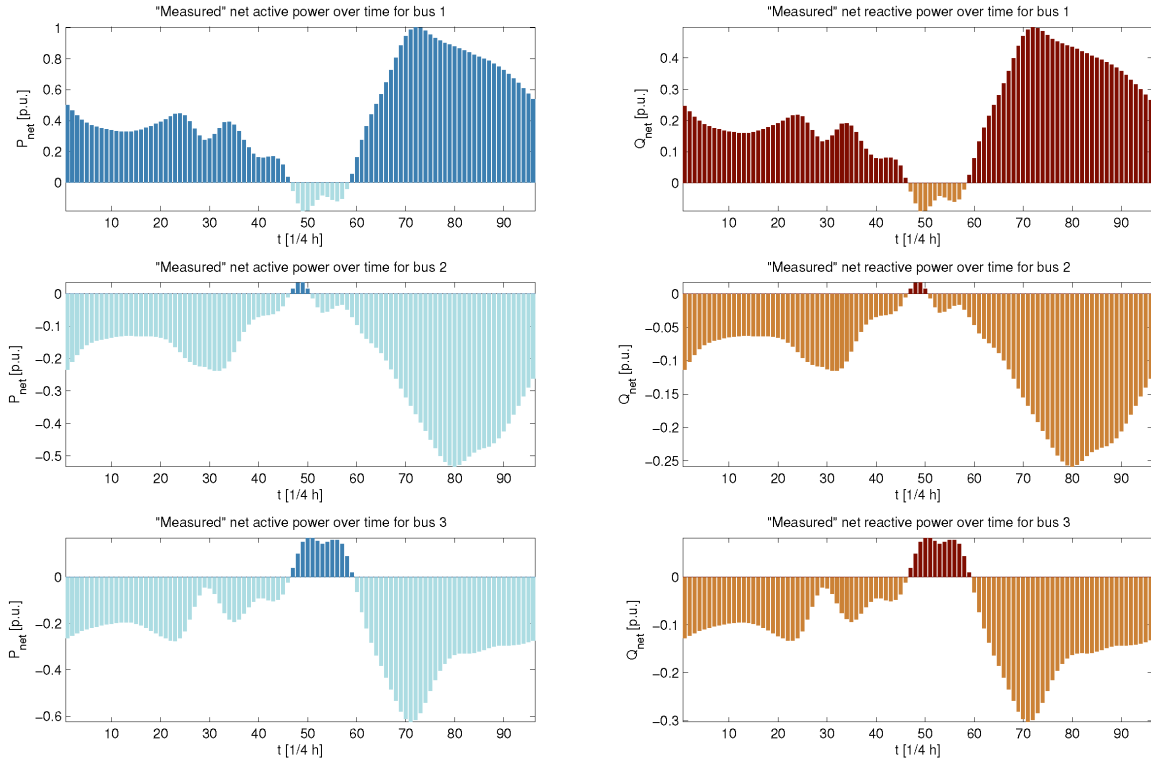 "Measured" net active power over time for bus 1
1
0.8
0.6
0.4
0.2
0
P_net [p.u.]
10 20 30 40 50 60 70 80 90
t [1/4 h]
"Measured" net reactive power over time for bus 1
0.4
0.3
0.2
0.1
0
Q_net [p.u.]
10 20 30 40 50 60 70 80 90
t [1/4 h]
"Measured" net active power over time for bus 2
0
−0.1
−0.2
−0.3
−0.4
−0.5
P_net [p.u.]
10 20 30 40 50 60 70 80 90
t [1/4 h]
"Measured" net reactive power over time for bus 2
0
−0.05
−0.1
−0.15
−0.2
−0.25
Q_net [p.u.]
10 20 30 40 50 60 70 80 90
t [1/4 h]
"Measured" net active power over time for bus 3
0
−0.2
−0.4
−0.6
P_net [p.u.]
10 20 30 40 50 60 70 80 90
t [1/4 h]
"Measured" net reactive power over time for bus 3
0
−0.1
−0.2
−0.3
Q_net [p.u.]
10 20 30 40 50 60 70 80 90
t [1/4 h]